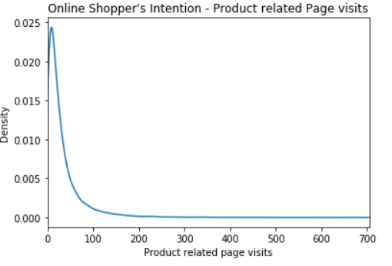 Online Shopper's Intention - Product related Page visits
0.025
0.020
0.015
0.010
0.005
0.000
Density
0 100 200 300 400 500 600 700
Product related page visits